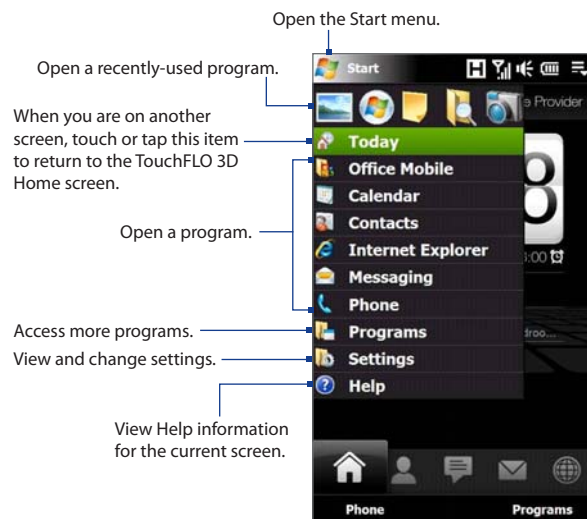 Open the Start menu.
Open a recently-used program.
When you are on another
screen, touch or tap this item
to return to the TouchFLO 3D
Home screen.
Open a program.
Access more programs.
View and change settings.
View Help information
for the current screen.
Start
e Provider
Today
Office Mobile
Calendar
Contacts
Internet Explorer
:00
Messaging
Phone
Programs
droo...
Settings
Help
Phone
Programs